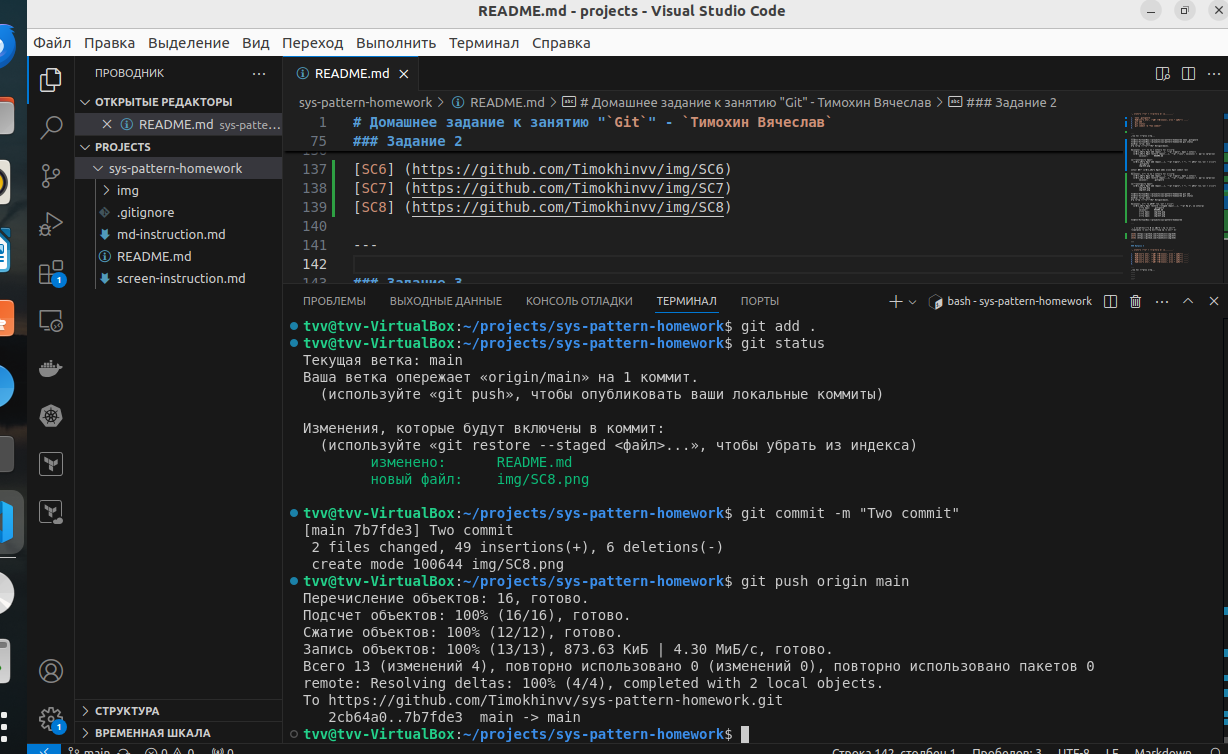 README.md - projects - Visual Studio Code
Файл Правка Выделение Вид Переход Выполнить Терминал Справка
ПРОВОДНИК
README.md
ОТКРЫТЫЕ РЕДАКТОРЫ
README.md sys-patte...
PROJECTS
sys-pattern-homework
img
.gitignore
md-instruction.md
README.md
screen-instruction.md
СТРУКТУРА
ВРЕМЕННАЯ ШКАЛА
1
1
sys-pattern-homework > README.md > # Домашнее задание к занятию "Git" - Тимохин Вячеслав > ### Задание 2
1 # Домашнее задание к занятию "`Git`" - `Тимохин Вячеслав`
75 ### Задание 2
137 [SC6] (https://github.com/Timokhinvv/img/SC6)
138 [SC7] (https://github.com/Timokhinvv/img/SC7)
139 [SC8] (https://github.com/Timokhinvv/img/SC8)
140
141 ---
142
143 ### Задание 3
ПРОБЛЕМЫ ВЫХОДНЫЕ ДАННЫЕ КОНСОЛЬ ОТЛАДКИ ТЕРМИНАЛ ПОРТЫ
bash - sys-pattern-homework
tvv@tvv-VirtualBox:~/projects/sys-pattern-homework$ git add .
tvv@tvv-VirtualBox:~/projects/sys-pattern-homework$ git status
Текущая ветка: main
Ваша ветка опережает «origin/main» на 1 коммит.
(используйте «git push», чтобы опубликовать ваши локальные коммиты)
Изменения, которые будут включены в коммит:
(используйте «git restore --staged <файл>...», чтобы убрать из индекса)
изменено: README.md
новый файл: img/SC8.png
tvv@tvv-VirtualBox:~/projects/sys-pattern-homework$ git commit -m "Two commit"
[main 7b7fde3] Two commit
2 files changed, 49 insertions(+), 6 deletions(-)
create mode 100644 img/SC8.png
tvv@tvv-VirtualBox:~/projects/sys-pattern-homework$ git push origin main
Перечисление объектов: 16, готово.
Подсчет объектов: 100% (16/16), готово.
Сжатие объектов: 100% (12/12), готово.
Запись объектов: 100% (13/13), 873.63 КиБ | 4.30 МиБ/с, готово.
Всего 13 (изменений 4), повторно использовано 0 (изменений 0), повторно использовано пакетов 0
remote: Resolving deltas: 100% (4/4), completed with 2 local objects.
To https://github.com/Timokhinvv/sys-pattern-homework.git
2cb64a0..7b7fde3 main -> main
tvv@tvv-VirtualBox:~/projects/sys-pattern-homework$
main 0 0 0 Строка 142, столбец 1 Пробелов: 3 UTF-8 LF Markdown